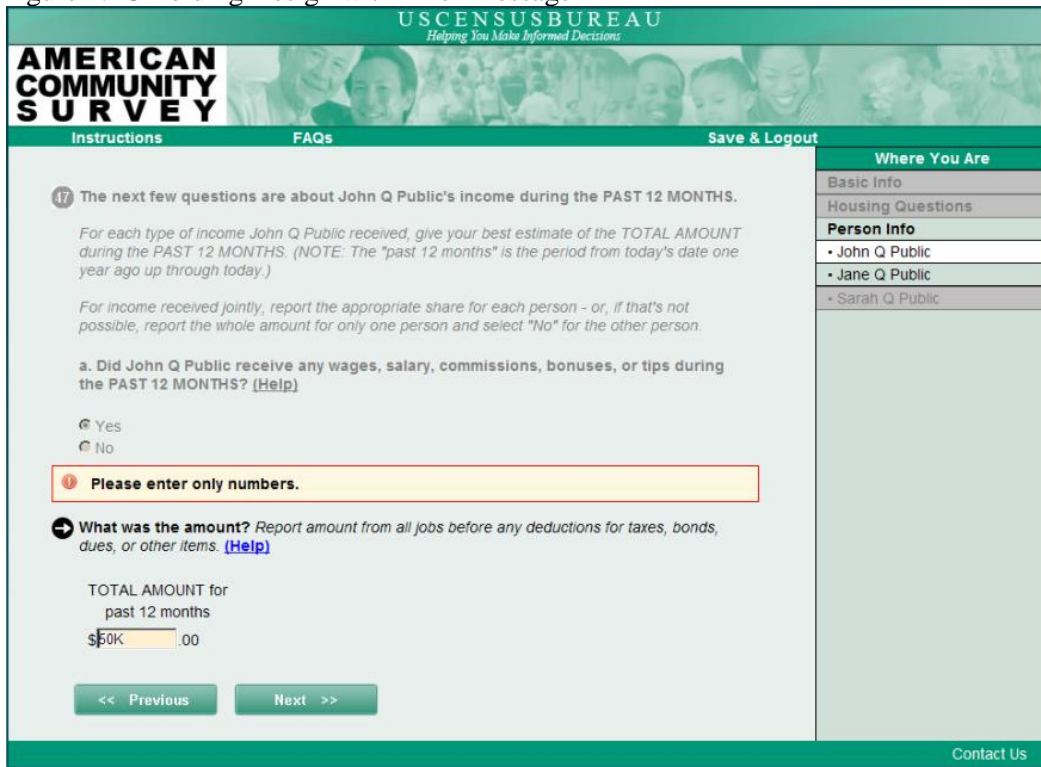 USCENSUSBUREAU
Helping You Make Informed Decisions
AMERICAN
COMMUNITY
SURVEY
Instructions FAQs Save & Logout
Where You Are
Basic Info
Housing Questions
Person Info
• John Q Public
• Jane Q Public
• Sarah Q Public
47 The next few questions are about John Q Public's income during the PAST 12 MONTHS.
For each type of income John Q Public received, give your best estimate of the TOTAL AMOUNT
during the PAST 12 MONTHS. (NOTE: The "past 12 months" is the period from today's date one
year ago up through today.)
For income received jointly, report the appropriate share for each person - or, if that's not
possible, report the whole amount for only one person and select "No" for the other person.
a. Did John Q Public receive any wages, salary, commissions, bonuses, or tips during
the PAST 12 MONTHS? (Help)
Yes
No
Please enter only numbers.
What was the amount? Report amount from all jobs before any deductions for taxes, bonds,
dues, or other items. (Help)
TOTAL AMOUNT for
past 12 months
$50K .00
<< Previous Next >>
Contact Us